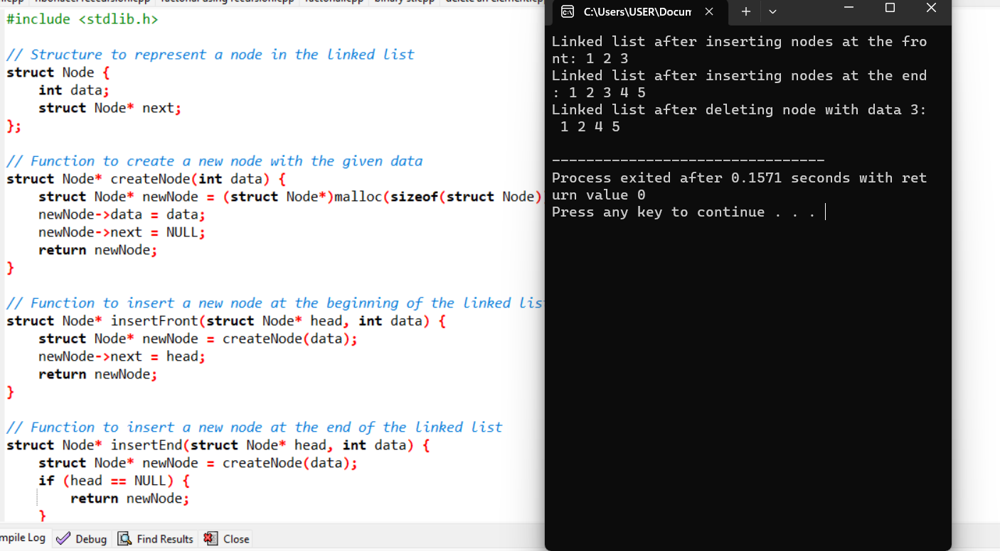 factorial using recursion.cpp
factorial.cpp
#include <stdlib.h>
// Structure to represent a node in the linked list
struct Node {
int data;
struct Node* next;
};
// Function to create a new node with the given data
struct Node* createNode(int data) {
struct Node* newNode = (struct Node*)malloc(sizeof(struct Node)
newNode->data = data;
newNode->next = NULL;
return newNode;
}
// Function to insert a new node at the beginning of the linked lis
struct Node* insertFront(struct Node* head, int data) {
struct Node* newNode = createNode(data);
newNode->next = head;
return newNode;
}
// Function to insert a new node at the end of the linked list
struct Node* insertEnd(struct Node* head, int data) {
struct Node* newNode = createNode(data);
if (head == NULL) {
return newNode;
}
mpile Log Debug Find Results Close
C:\Users\USER\Docum
Linked list after inserting nodes at the fro
nt: 1 2 3
Linked list after inserting nodes at the end
: 1 2 3 4 5
Linked list after deleting node with data 3:
1 2 4 5
--------------------------------
Process exited after 0.1571 seconds with ret
urn value 0
Press any key to continue . . .